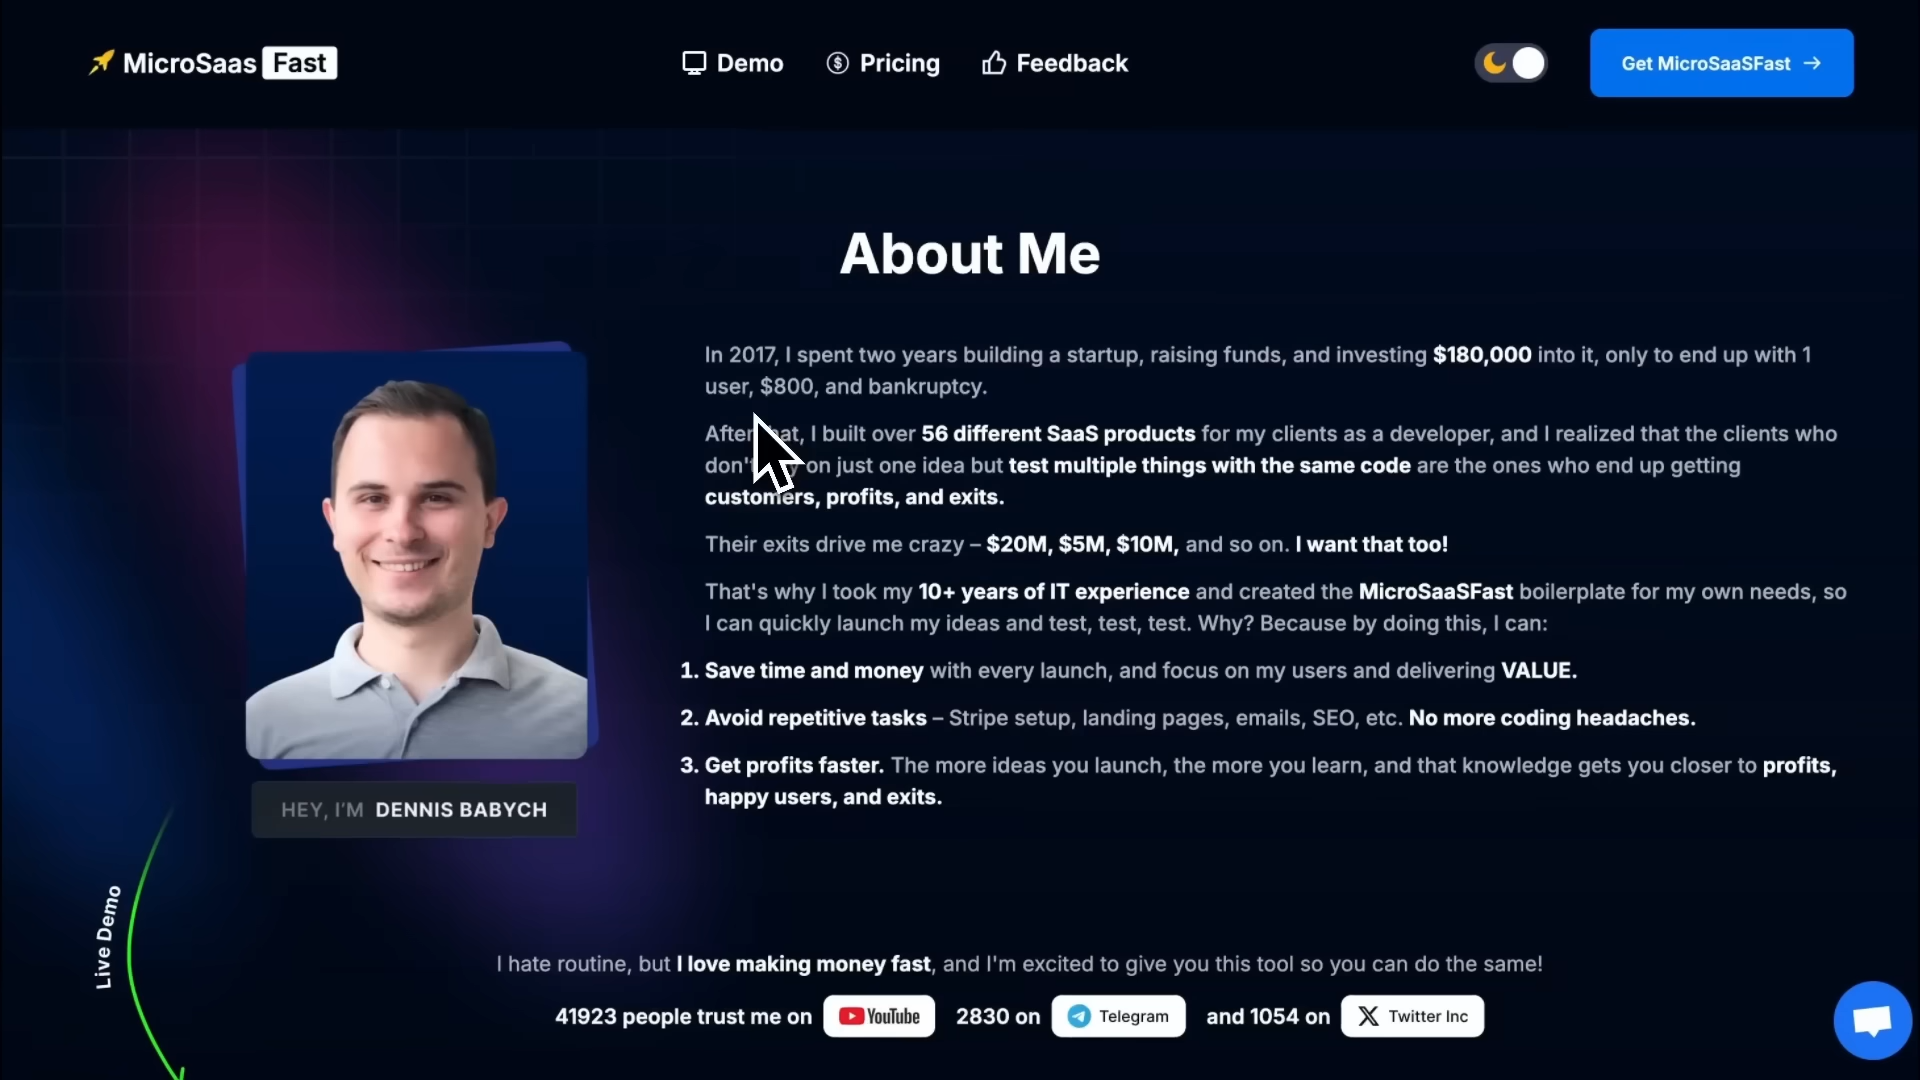 MicroSaas Fast
Demo
Pricing
Feedback
Get MicroSaaSFast →
About Me
In 2017, I spent two years building a startup, raising funds, and investing $180,000 into it, only to end up with 1
user, $800, and bankruptcy.
After I built over 56 different SaaS products for my clients as a developer, and I realized that the clients who
on just one idea but test multiple things with the same code are the ones who end up getting
customers, profits, and exits.
Their exits drive me crazy – $20M, $5M, $10M, and so on. I want that too!
That's why I took my 10+ years of IT experience and created the MicroSaaSFast boilerplate for my own needs, so
I can quickly launch my ideas and test, test, test. Why? Because by doing this, I can:
1. Save time and money with every launch, and focus on my users and delivering VALUE.
2. Avoid repetitive tasks – Stripe setup, landing pages, emails, SEO, etc. No more coding headaches.
3. Get profits faster. The more ideas you launch, the more you learn, and that knowledge gets you closer to profits,
happy users, and exits.
HEY, I'M DENNIS BABYCH
Live Demo
I hate routine, but I love making money fast, and I'm excited to give you this tool so you can do the same!
41923 people trust me on YouTube 2830 on Telegram and 1054 on Twitter Inc